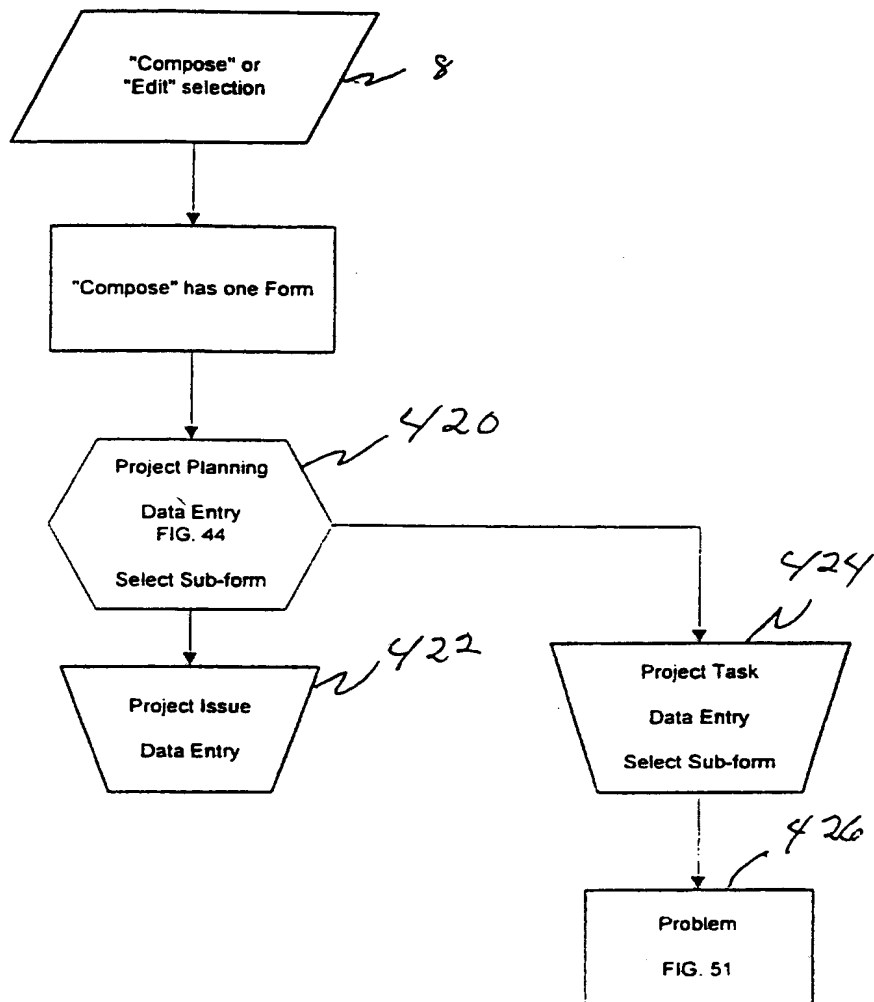 "Compose" or
"Edit" selection
8
"Compose" has one Form
420
Project Planning
Data Entry
FIG. 44
Select Sub-form
424
422
Project Issue
Data Entry
Project Task
Data Entry
Select Sub-form
426
Problem
FIG. 51